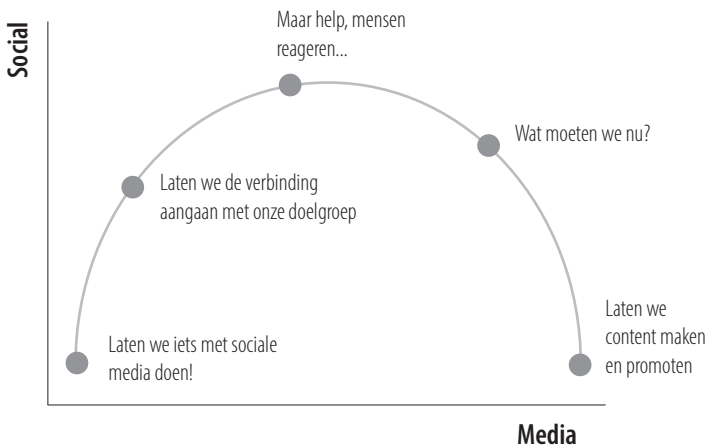 Social
Maar help, mensen
reageren...
Wat moeten we nu?
Laten we de verbinding
aangaan met onze doelgroep
Laten we iets met sociale
media doen!
Laten we
content maken
en promoten
Media